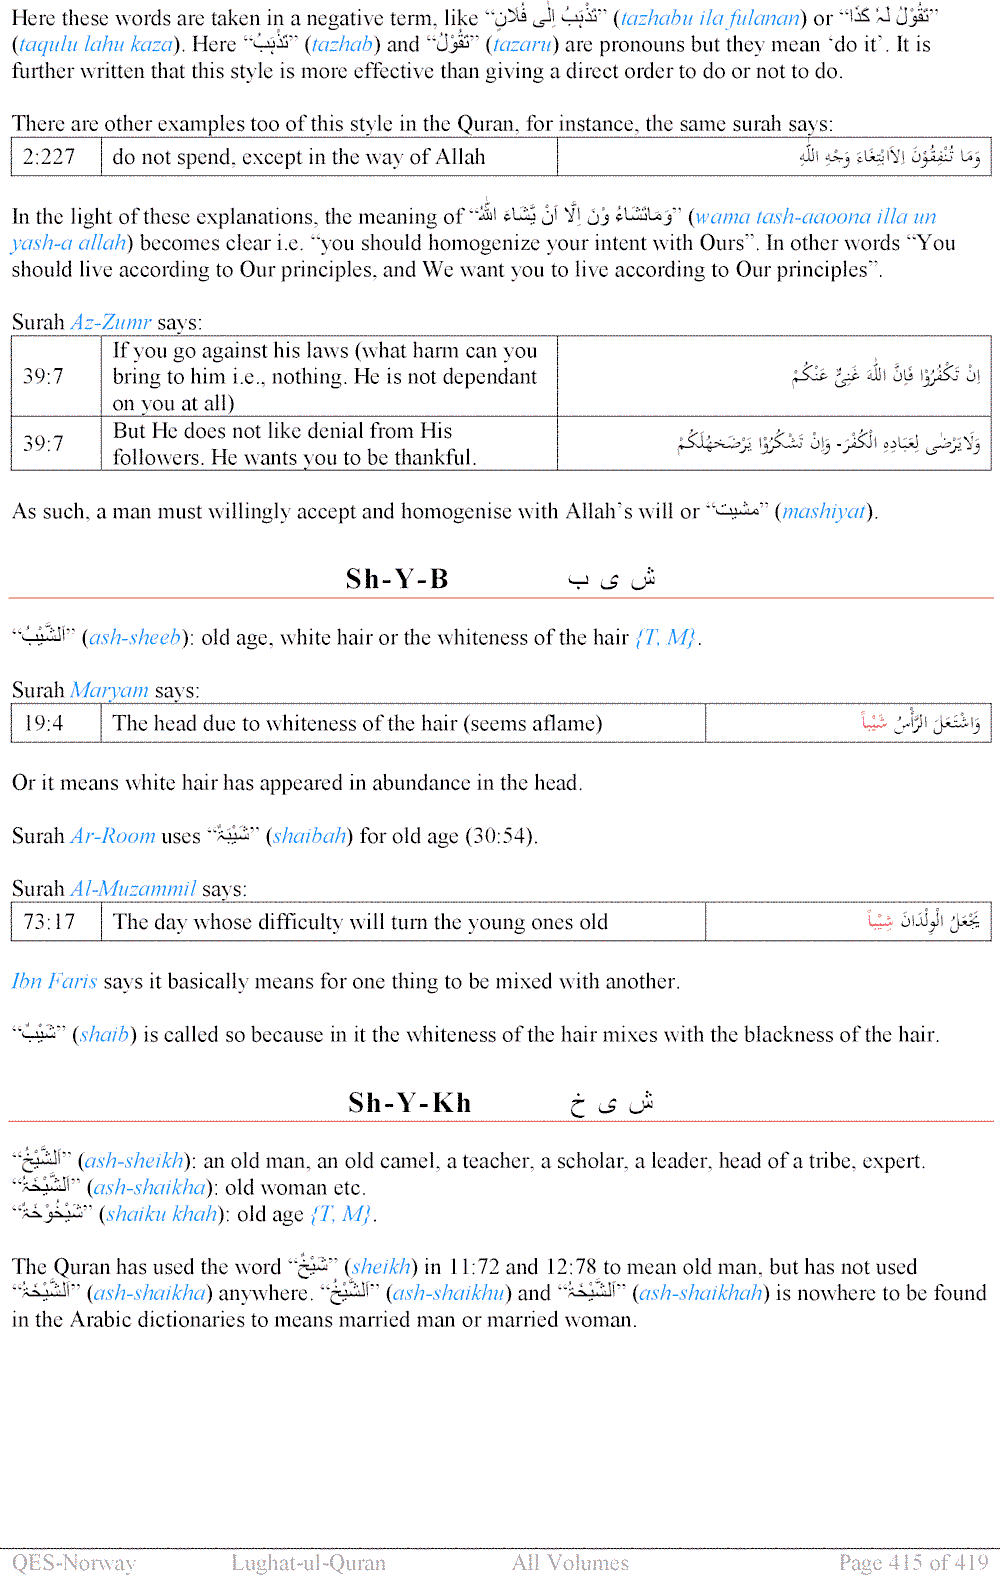 Here these words are taken in a negative term, like “تَذْہَبُ اِلٰی فُلَانٍ” (tazhabu ila fulanan) or “تَقُوْلُ لَہٗ کَذَا”
(taqulu lahu kaza). Here “تَذْہَبُ” (tazhab) and “تَقُوْلُ” (tazaru) are pronouns but they mean ‘do it’. It is
further written that this style is more effective than giving a direct order to do or not to do.
There are other examples too of this style in the Quran, for instance, the same surah says:
2:227 do not spend, except in the way of Allah وَمَا تُنْفِقُوْنَ اِلاَّابْتِغَاءَ وَجْهِ اللّٰهِ
In the light of these explanations, the meaning of “وَمَاتَشَاءُ وْنَ اِلَّا اَنْ یَّشَاءَ اللّٰہُ” (wama tash-aaoona illa un
yash-a allah) becomes clear i.e. “you should homogenize your intent with Ours”. In other words “You
should live according to Our principles, and We want you to live according to Our principles”.
Surah Az-Zumr says:
39:7 If you go against his laws (what harm can you
bring to him i.e., nothing. He is not dependant
on you at all) اِنْ تَكْفُرُوْا فَاِنَّ اللّٰهَ غَنِىٌّ عَنْكُمْ
39:7 But He does not like denial from His
followers. He wants you to be thankful. وَلَايَرْضٰى لِعِبَادِهِ الْكُفْرَ- وَاِنْ تَشْكُرُوْا يَرْضَهُلَكُمْ
As such, a man must willingly accept and homogenise with Allah’s will or “مشیت” (mashiyat).
Sh-Y-B ش ی ب
“اَلشَّیْبُ” (ash-sheeb): old age, white hair or the whiteness of the hair {T, M}.
Surah Maryam says:
19:4 The head due to whiteness of the hair (seems aflame) وَاشْتَعَلَ الرَّأْسُ شَيْباً
Or it means white hair has appeared in abundance in the head.
Surah Ar-Room uses “شَیْبَۃٌ” (shaibah) for old age (30:54).
Surah Al-Muzammil says:
73:17 The day whose difficulty will turn the young ones old يَجْعَلُ الْوِلْدَانَ شِيْباً
Ibn Faris says it basically means for one thing to be mixed with another.
“شَیْبٌ” (shaib) is called so because in it the whiteness of the hair mixes with the blackness of the hair.
Sh-Y-Kh ش ی خ
“اَلشَّیْخُ” (ash-sheikh): an old man, an old camel, a teacher, a scholar, a leader, head of a tribe, expert.
“اَلشَّیْخَۃُ” (ash-shaikha): old woman etc.
“شَیْخُوْخَۃٌ” (shaiku khah): old age {T, M}.
The Quran has used the word “شَیْخٌ” (sheikh) in 11:72 and 12:78 to mean old man, but has not used
“اَلشَّیْخَۃُ” (ash-shaikha) anywhere. “اَلشَّیْخُ” (ash-shaikhu) and “اَلشَّیْخَۃُ” (ash-shaikhah) is nowhere to be found
in the Arabic dictionaries to means married man or married woman.
QES-Norway Lughat-ul-Quran All Volumes Page 415 of 419